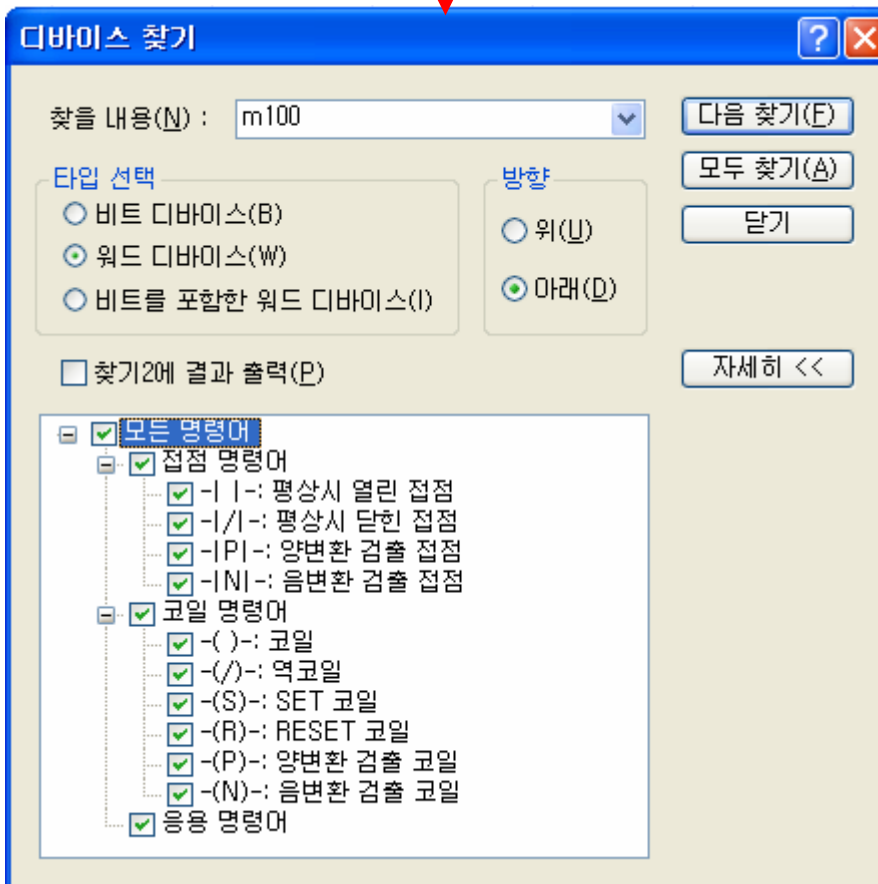 디바이스 찾기
찾을 내용(N) : m100
다음 찾기(F)
모두 찾기(A)
닫기
타입 선택
비트 디바이스(B)
워드 디바이스(W)
비트를 포함한 워드 디바이스(I)
방향
위(U)
아래(D)
찾기2에 결과 출력(P)
자세히 <<
모든 명령어
접점 명령어
-| |-: 평상시 열린 접점
-|/|-: 평상시 닫힌 접점
-|P|-: 양변환 검출 접점
-|N|-: 음변환 검출 접점
코일 명령어
-( )-: 코일
-(/)-: 역코일
-(S)-: SET 코일
-(R)-: RESET 코일
-(P)-: 양변환 검출 코일
-(N)-: 음변환 검출 코일
응용 명령어